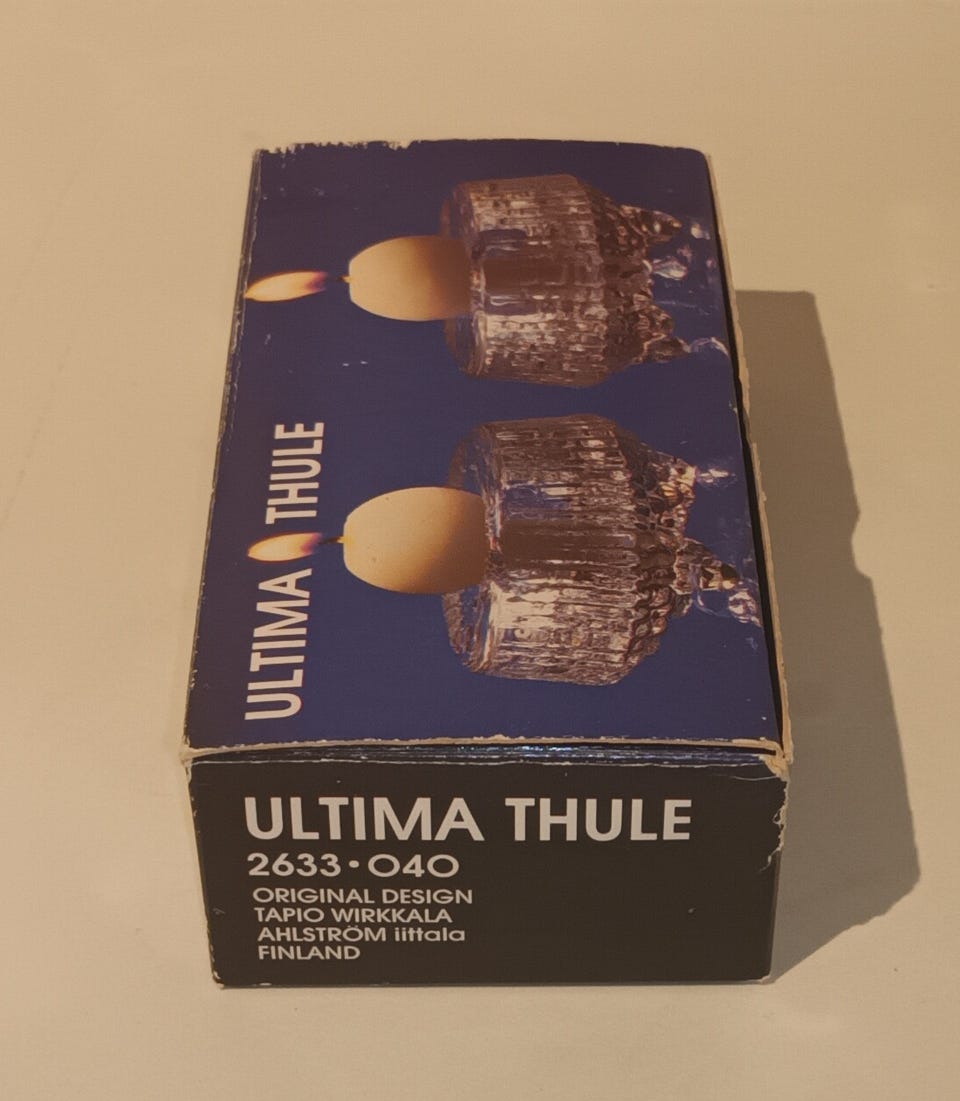 ULTIMA THULE
ULTIMA THULE
2633·040
ORIGINAL DESIGN
TAPIO WIRKKALA
AHLSTRÖM iittala
FINLAND